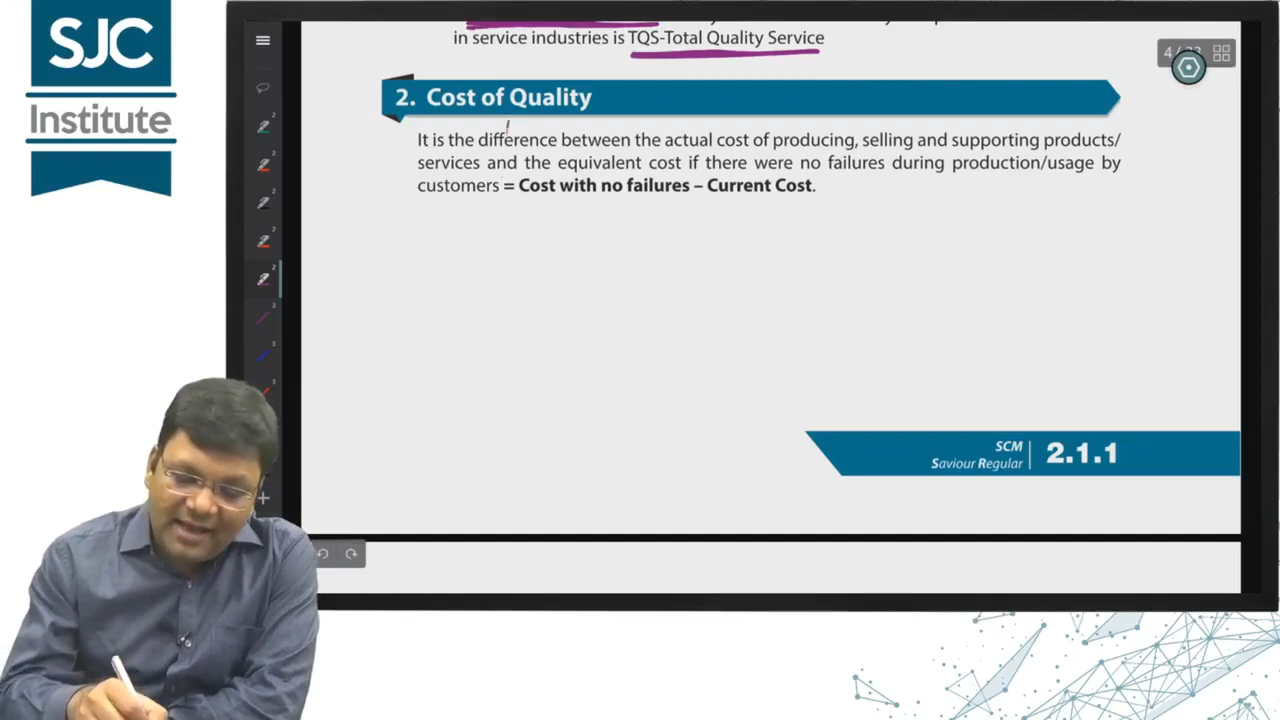 SJC
Institute
in service industries is TQS-Total Quality Service
4 / 22
2. Cost of Quality
It is the difference between the actual cost of producing, selling and supporting products/
services and the equivalent cost if there were no failures during production/usage by
customers = Cost with no failures – Current Cost.
SCM
Saviour Regular
2.1.1